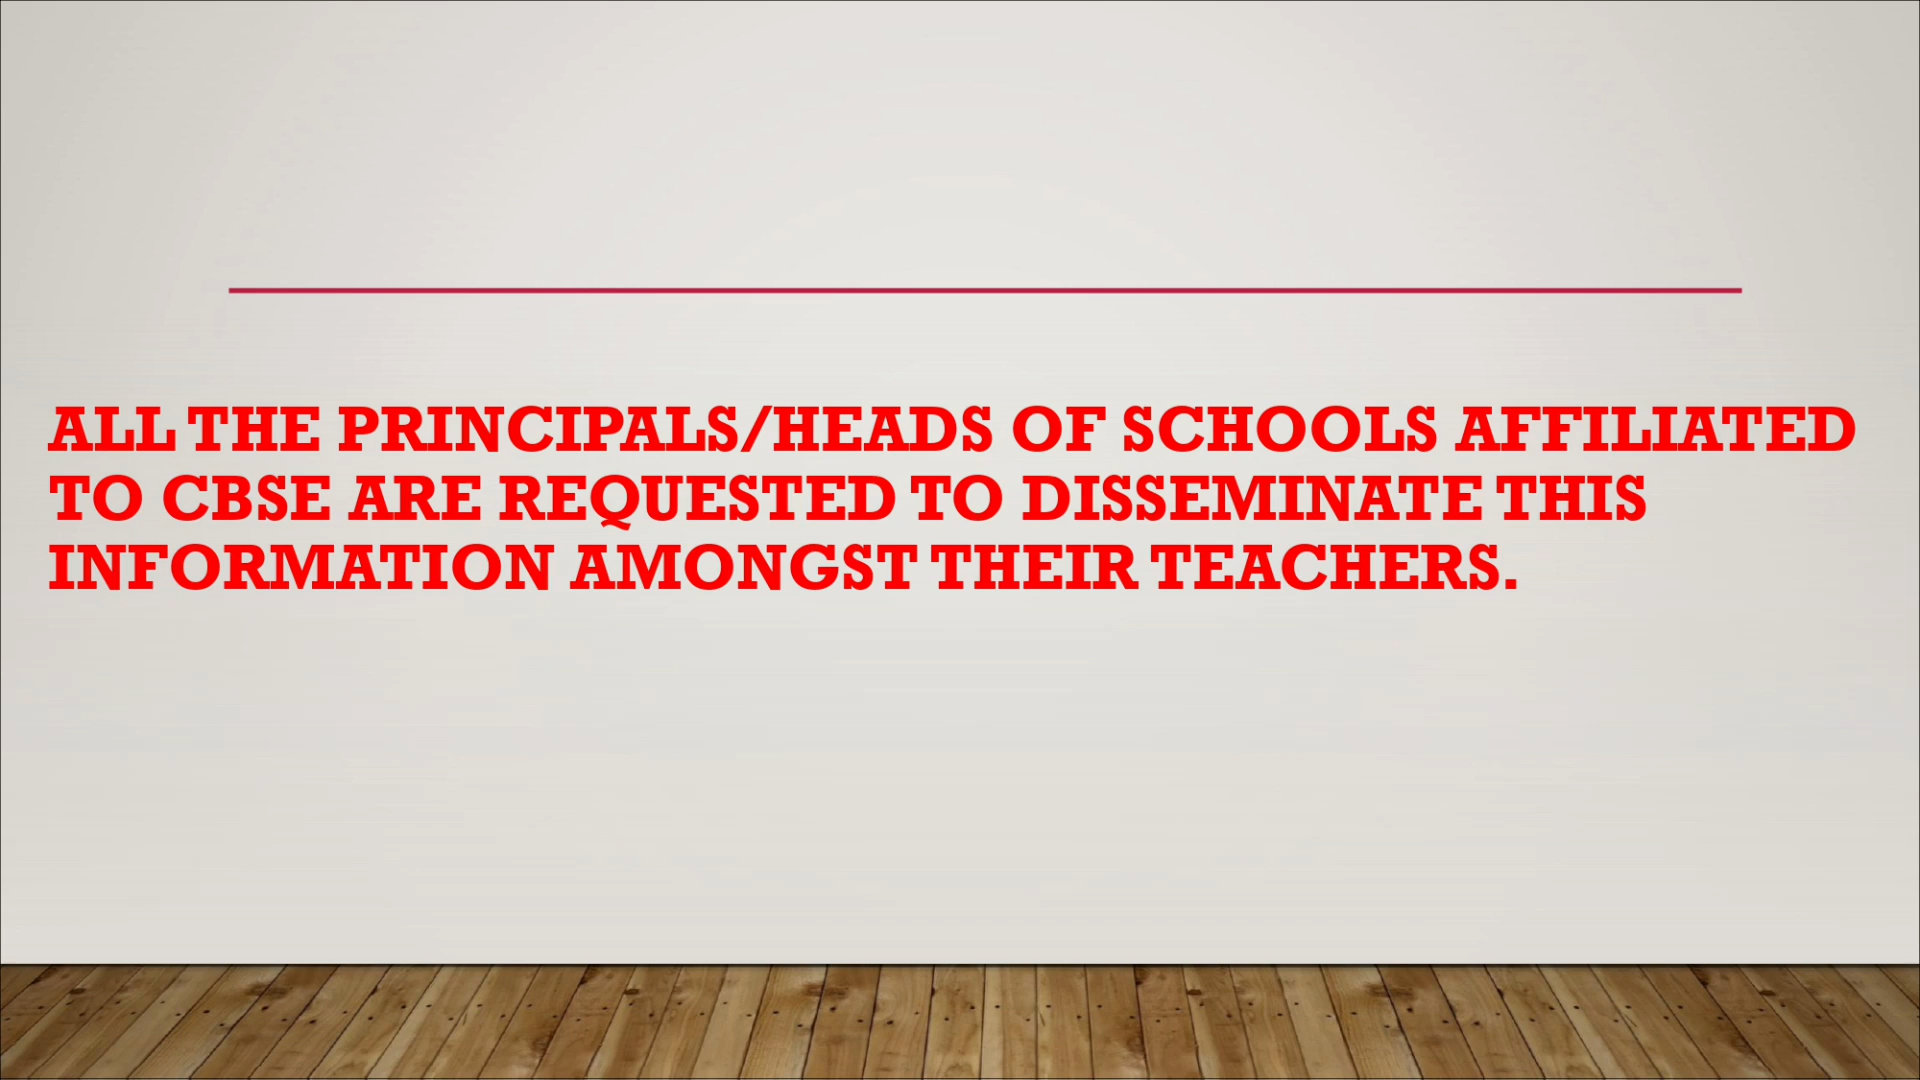 ALL THE PRINCIPALS/HEADS OF SCHOOLS AFFILIATED
TO CBSE ARE REQUESTED TO DISSEMINATE THIS
INFORMATION AMONGST THEIR TEACHERS.